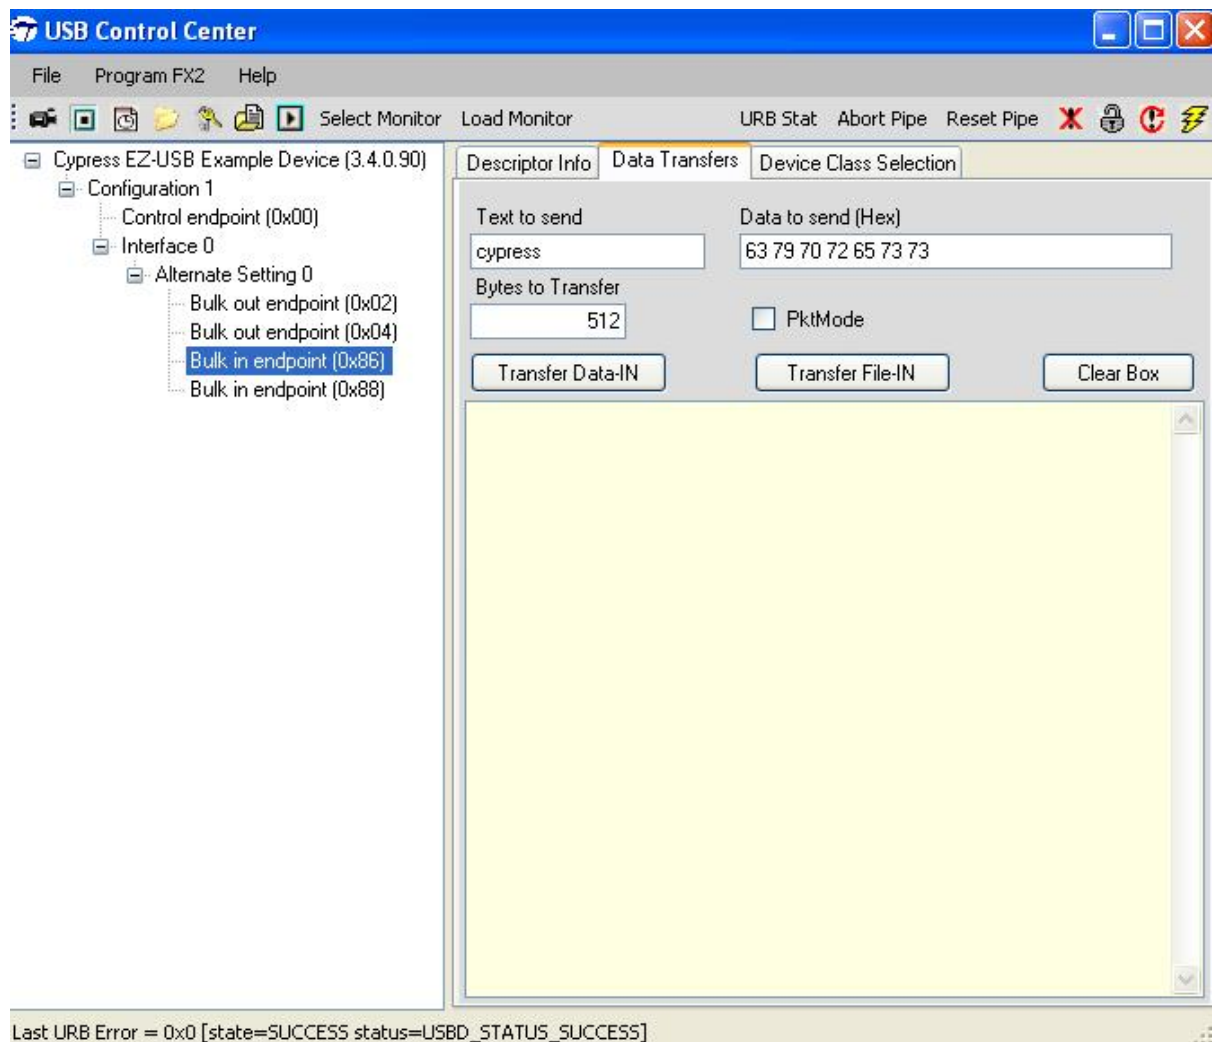 USB Control Center
File Program FX2 Help
Select Monitor Load Monitor URB Stat Abort Pipe Reset Pipe
Cypress EZ-USB Example Device (3.4.0.90)
Configuration 1
Control endpoint (0x00)
Interface 0
Alternate Setting 0
Bulk out endpoint (0x02)
Bulk out endpoint (0x04)
Bulk in endpoint (0x86)
Bulk in endpoint (0x88)
Descriptor Info Data Transfers Device Class Selection
Text to send Data to send (Hex)
cypress 63 79 70 72 65 73 73
Bytes to Transfer
512 PktMode
Transfer Data-IN Transfer File-IN Clear Box
Last URB Error = 0x0 [state=SUCCESS status=USBD_STATUS_SUCCESS]